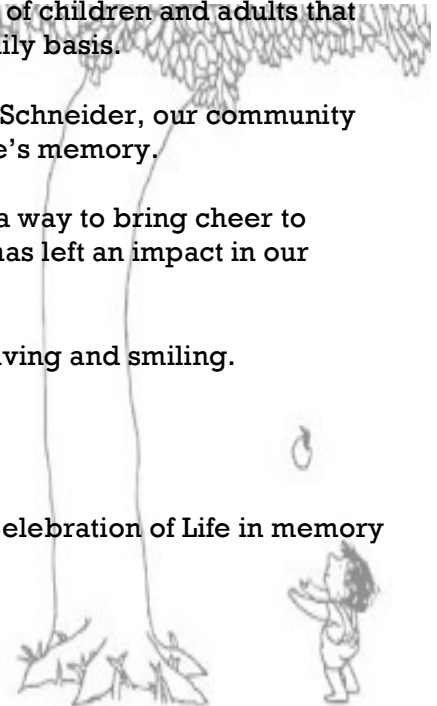 of children and adults that
ily basis.
Schneider, our community
e’s memory.
a way to bring cheer to
has left an impact in our
ving and smiling.
elebration of Life in memory